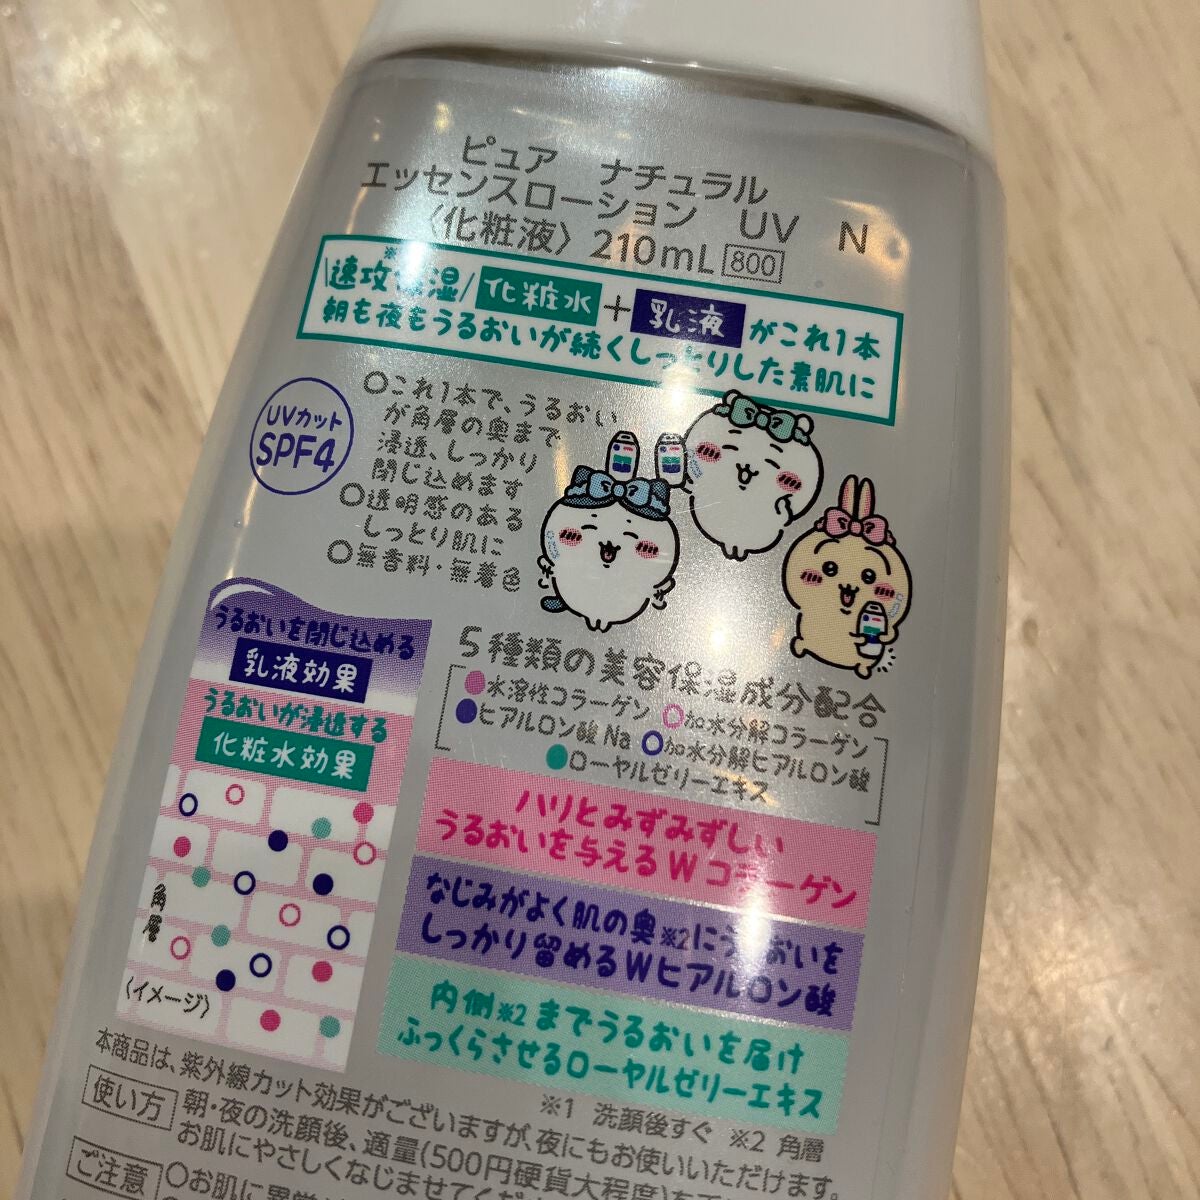 ピュア ナチュラル
エッセンスローション UV N
〈化粧液〉 210mL 800
速攻 湿 化粧水 + 乳液 がこれ1本
朝も夜もうるおいが続くしっとりした素肌に
UVカット
SPF4
○これ1本で、うるおい
が角層の奥まで
浸透、しっかり
閉じ込めます
○透明感のある
しっとり肌に
○無香料・無着色
うるおいを閉じ込める
乳液効果
うるおいが浸透する
化粧水効果
角層
〈イメージ〉
5種類の美容保湿成分配合
水溶性コラーゲン 加水分解コラーゲン
ヒアルロン酸Na 加水分解ヒアルロン酸
ローヤルゼリーエキス
ハリとみずみずしい
うるおいを与えるWコラーゲン
なじみがよく肌の奥※2にうるおいを
しっかり留めるWヒアルロン酸
内側※2までうるおいを届け
ふっくらさせるローヤルゼリーエキス
※1 洗顔後すぐ ※2 角層
本商品は、紫外線カット効果がございますが、夜にもお使いいただけます。
使い方 朝・夜の洗顔後、適量(500円硬貨大程度)を
お肌にやさしくなじませて
ご注意 ○お肌に異常